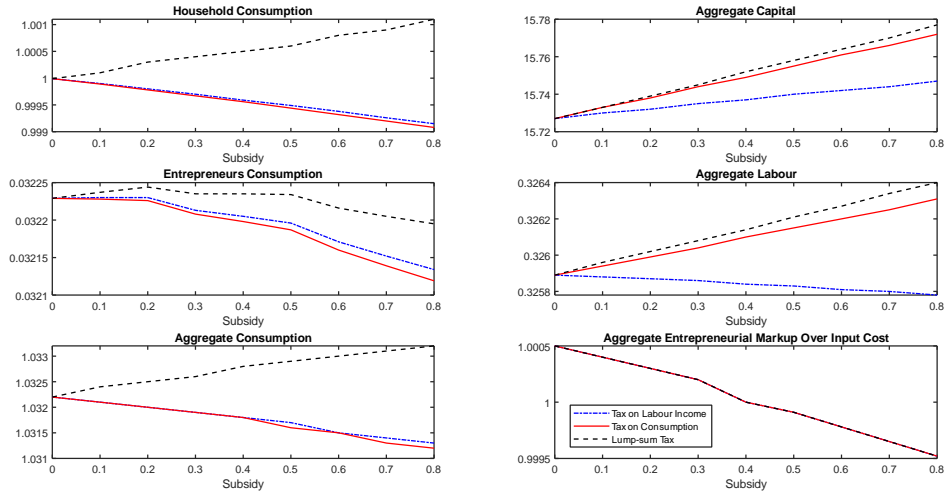 Household Consumption
1.001
1.0005
1
0.9995
0.999
0 0.1 0.2 0.3 0.4 0.5 0.6 0.7 0.8
Subsidy
Aggregate Capital
15.78
15.76
15.74
15.72
0 0.1 0.2 0.3 0.4 0.5 0.6 0.7 0.8
Subsidy
Entrepreneurs Consumption
0.03225
0.0322
0.03215
0.0321
0 0.1 0.2 0.3 0.4 0.5 0.6 0.7 0.8
Subsidy
Aggregate Labour
0.3264
0.3262
0.326
0.3258
0 0.1 0.2 0.3 0.4 0.5 0.6 0.7 0.8
Subsidy
Aggregate Consumption
1.033
1.0325
1.032
1.0315
1.031
0 0.1 0.2 0.3 0.4 0.5 0.6 0.7 0.8
Subsidy
Aggregate Entrepreneurial Markup Over Input Cost
1.0005
1
0.9995
Tax on Labour Income
Tax on Consumption
Lump-sum Tax
0 0.1 0.2 0.3 0.4 0.5 0.6 0.7 0.8
Subsidy